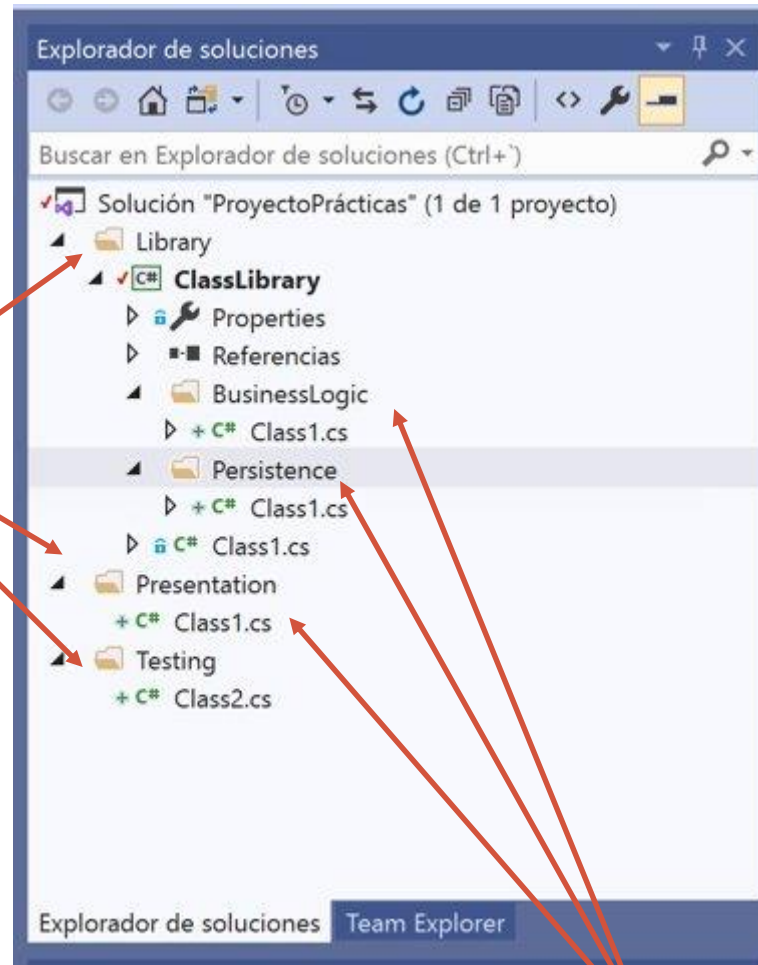 Explorador de soluciones
Buscar en Explorador de soluciones (Ctrl+`)
Solución "ProyectoPrácticas" (1 de 1 proyecto)
Library
C# ClassLibrary
Properties
Referencias
BusinessLogic
+ C# Class1.cs
Persistence
+ C# Class1.cs
C# Class1.cs
Presentation
+ C# Class1.cs
Testing
+ C# Class2.cs
Explorador de soluciones Team Explorer